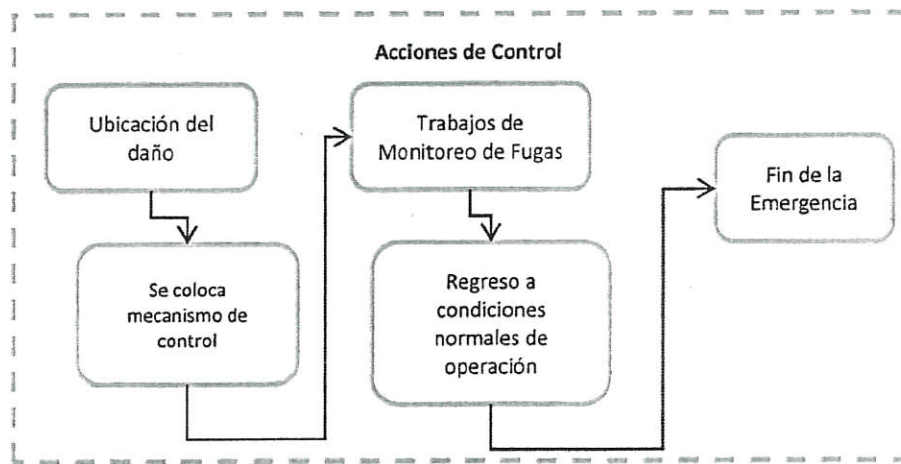 Acciones de Control
Ubicación del
daño
Se coloca
mecanismo de
control
Trabajos de
Monitoreo de Fugas
Regreso a
condiciones
normales de
operación
Fin de la
Emergencia